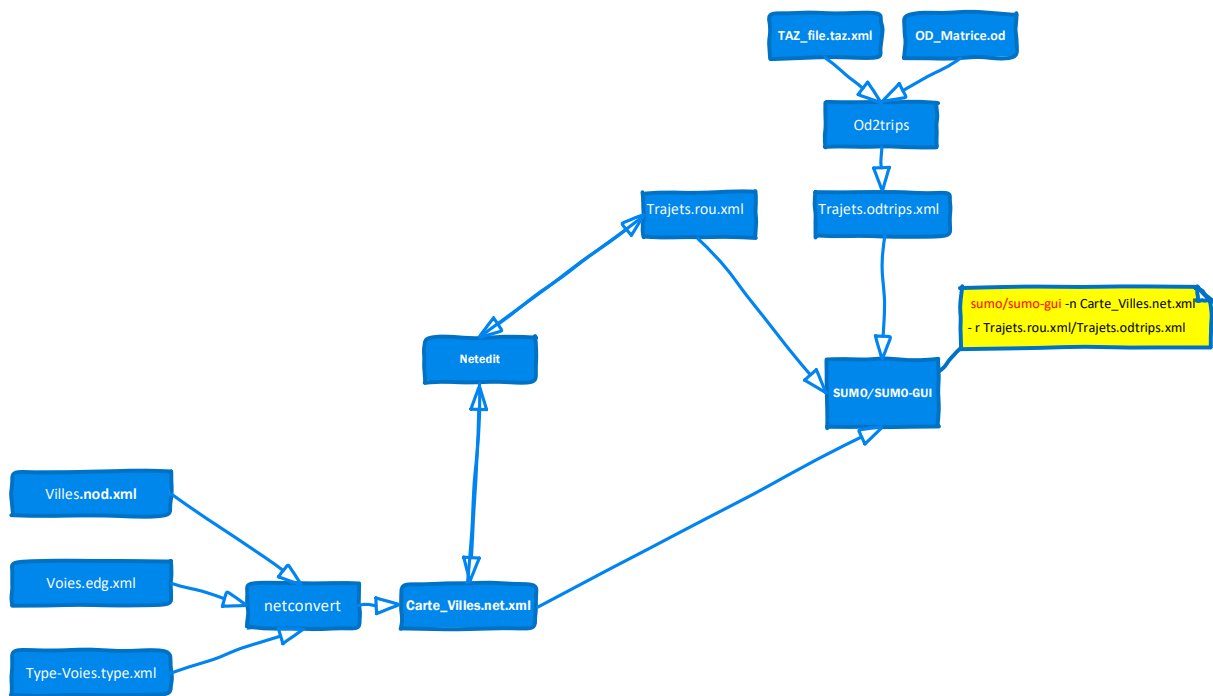 TAZ_file.taz.xml
OD_Matrice.od
Od2trips
Trajets.rou.xml
Trajets.odtrips.xml
sumo/sumo-gui -n Carte_Villes.net.xml
- r Trajets.rou.xml/Trajets.odtrips.xml
Netedit
SUMO/SUMO-GUI
Villes.nod.xml
Voies.edg.xml
netconvert
Carte_Villes.net.xml
Type-Voies.type.xml